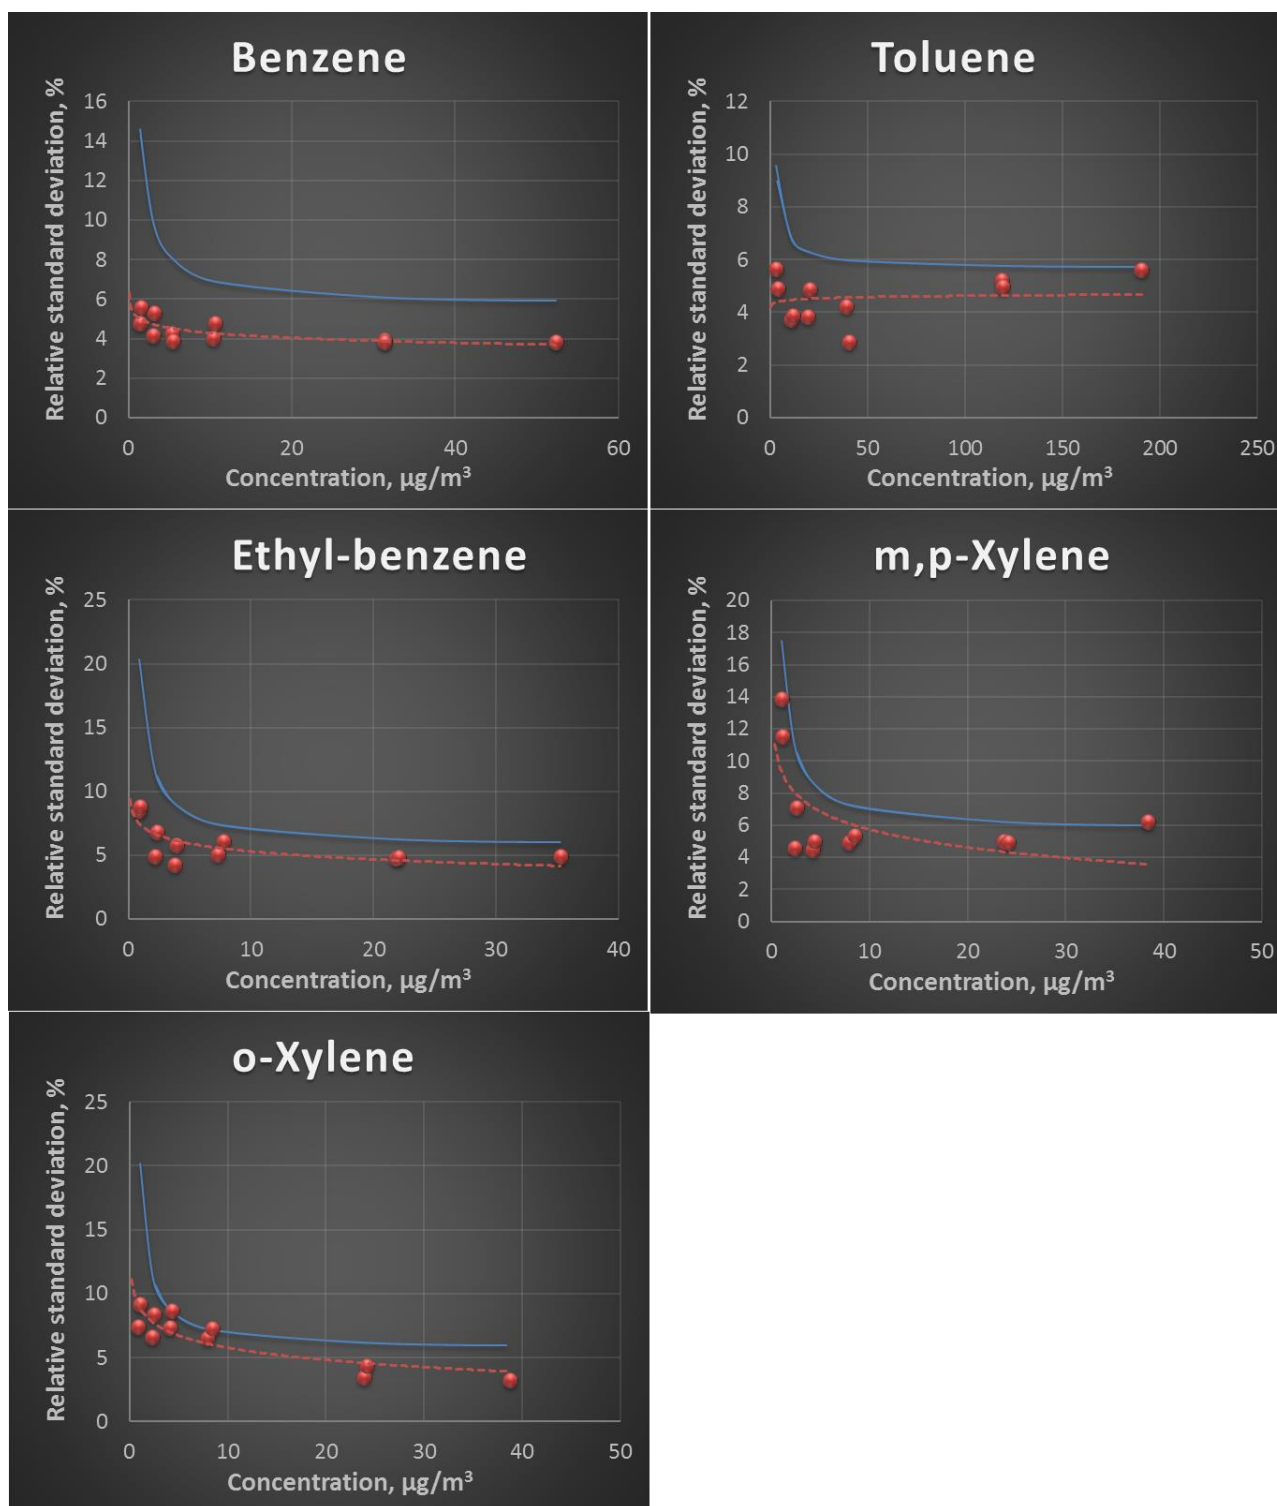 Benzene
Relative standard deviation, %
16
14
12
10
8
6
4
2
0
0 20 40 60
Concentration, µg/m³
Toluene
Relative standard deviation, %
12
10
8
6
4
2
0
0 50 100 150 200 250
Concentration, µg/m³
Ethyl-benzene
Relative standard deviation, %
25
20
15
10
5
0
0 10 20 30 40
Concentration, µg/m³
m,p-Xylene
Relative standard deviation, %
20
18
16
14
12
10
8
6
4
2
0
0 10 20 30 40 50
Concentration, µg/m³
o-Xylene
Relative standard deviation, %
25
20
15
10
5
0
0 10 20 30 40 50
Concentration, µg/m³